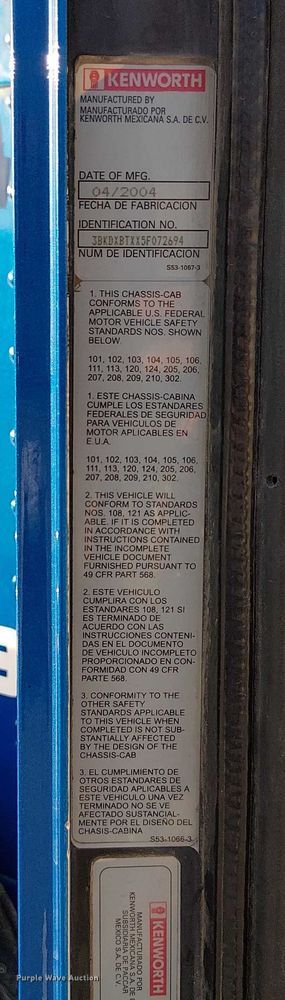 KENWORTH
MANUFACTURED BY
MANUFACTURADO POR
KENWORTH MEXICANA S.A. DE C.V.
DATE OF MFG.
04/2004
FECHA DE FABRICACION
IDENTIFICATION NO.
3BKDXBTXX5F072694
NUM DE IDENTIFICACION
S53-1067-3
1. THIS CHASSIS-CAB
CONFORMS TO THE
APPLICABLE U.S. FEDERAL
MOTOR VEHICLE SAFETY
STANDARDS NOS. SHOWN
BELOW
101, 102, 103, 104, 105, 106,
111, 113, 120, 124, 205, 206,
207, 208, 209, 210, 302.
1. ESTE CHASSIS-CABINA
CUMPLE LOS ESTANDARES
FEDERALES DE SEGURIDAD
PARA VEHICULOS DE
MOTOR APLICABLES EN
E.U.A.
101, 102, 103, 104, 105, 106,
111, 113, 120, 124, 205, 206,
207, 208, 209, 210, 302.
2. THIS VEHICLE WILL
CONFORM TO STANDARDS
NOS. 108, 121 AS APPLIC-
ABLE. IF IT IS COMPLETED
IN ACCORDANCE WITH
INSTRUCTIONS CONTAINED
IN THE INCOMPLETE
VEHICLE DOCUMENT
FURNISHED PURSUANT TO
49 CFR PART 568.
2. ESTE VEHICULO
CUMPLIRA CON LOS
ESTANDARES 108, 121 SI
ES TERMINADO DE
ACUERDO CON LAS
INSTRUCCIONES CONTENI-
DAS EN EL DOCUMENTO
DE VEHICULO INCOMPLETO
PROPORCIONADO EN CON-
FORMIDAD CON 49 CFR
PARTE 568.
3. CONFORMITY TO THE
OTHER SAFETY
STANDARDS APPLICABLE
TO THIS VEHICLE WHEN
COMPLETED IS NOT SUB-
STANTIALLY AFFECTED
BY THE DESIGN OF THE
CHASSIS-CAB
3. EL CUMPLIMIENTO DE
OTROS ESTANDARES DE
SEGURIDAD APLICABLES A
ESTE VEHICULO UNA VEZ
TERMINADO NO SE VE
AFECTADO SUSTANCIAL-
MENTE POR EL DISEÑO DEL
CHASIS-CABINA
S53-1066-3
KENWORTH
MANUFACTURADO POR
KENWORTH MEXICANA S.A. DE
SUBSIDIARIA DE PACCAR
MEXICO S.A. DE C.V.
Purple Wave Auction